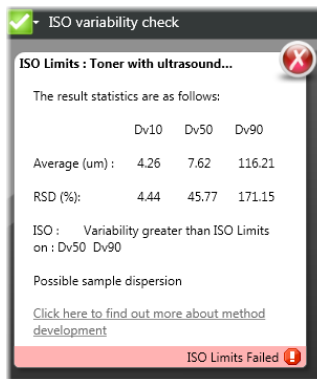 ISO variability check
ISO Limits : Toner with ultrasound...
The result statistics are as follows:
Dv10 Dv50 Dv90
Average (um) : 4.26 7.62 116.21
RSD (%): 4.44 45.77 171.15
ISO : Variability greater than ISO Limits
on : Dv50 Dv90
Possible sample dispersion
Click here to find out more about method
development
ISO Limits Failed